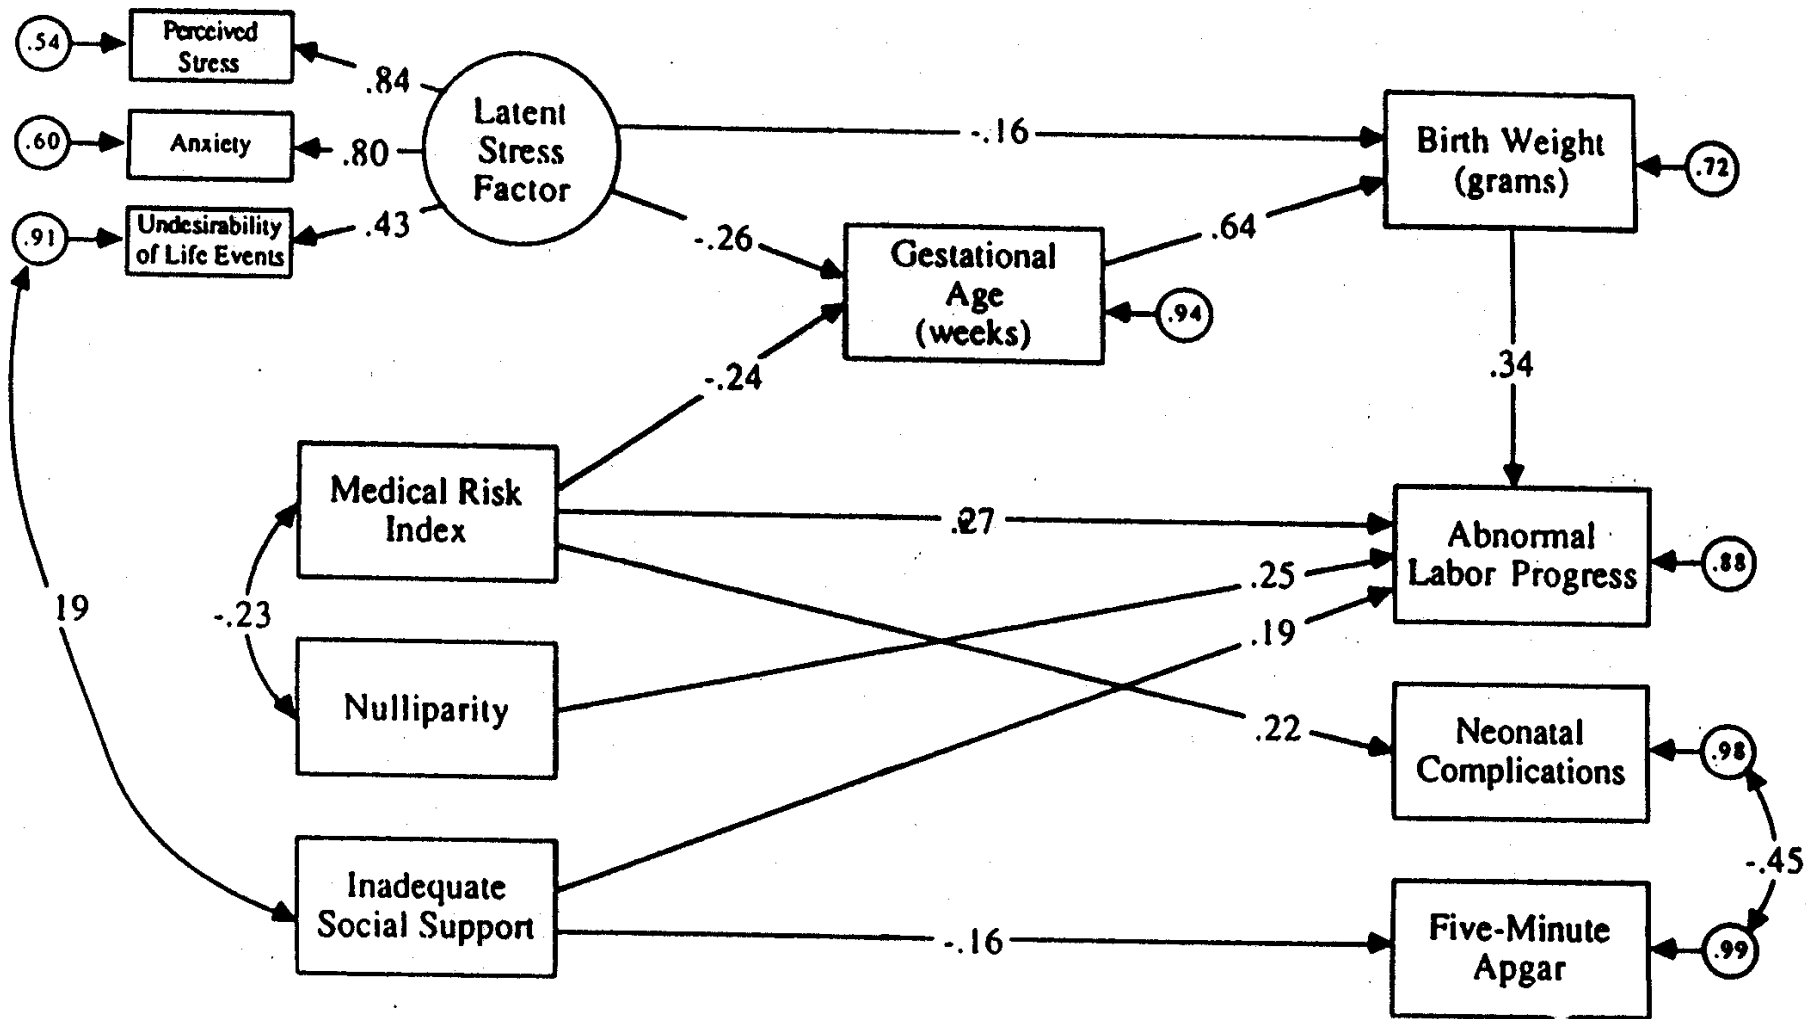 .54
Perceived
Stress
.84
.60
Anxiety
.80
.91
Undesirability
of Life Events
.43
Latent
Stress
Factor
-.16
Birth Weight
(grams)
.72
-.26
Gestational
Age
(weeks)
.64
.94
-.24
.34
Medical Risk
Index
.27
Abnormal
Labor Progress
.88
.25
19
-.23
.19
Nulliparity
.22
Neonatal
Complications
.98
-.45
Inadequate
Social Support
-.16
Five-Minute
Apgar
.99